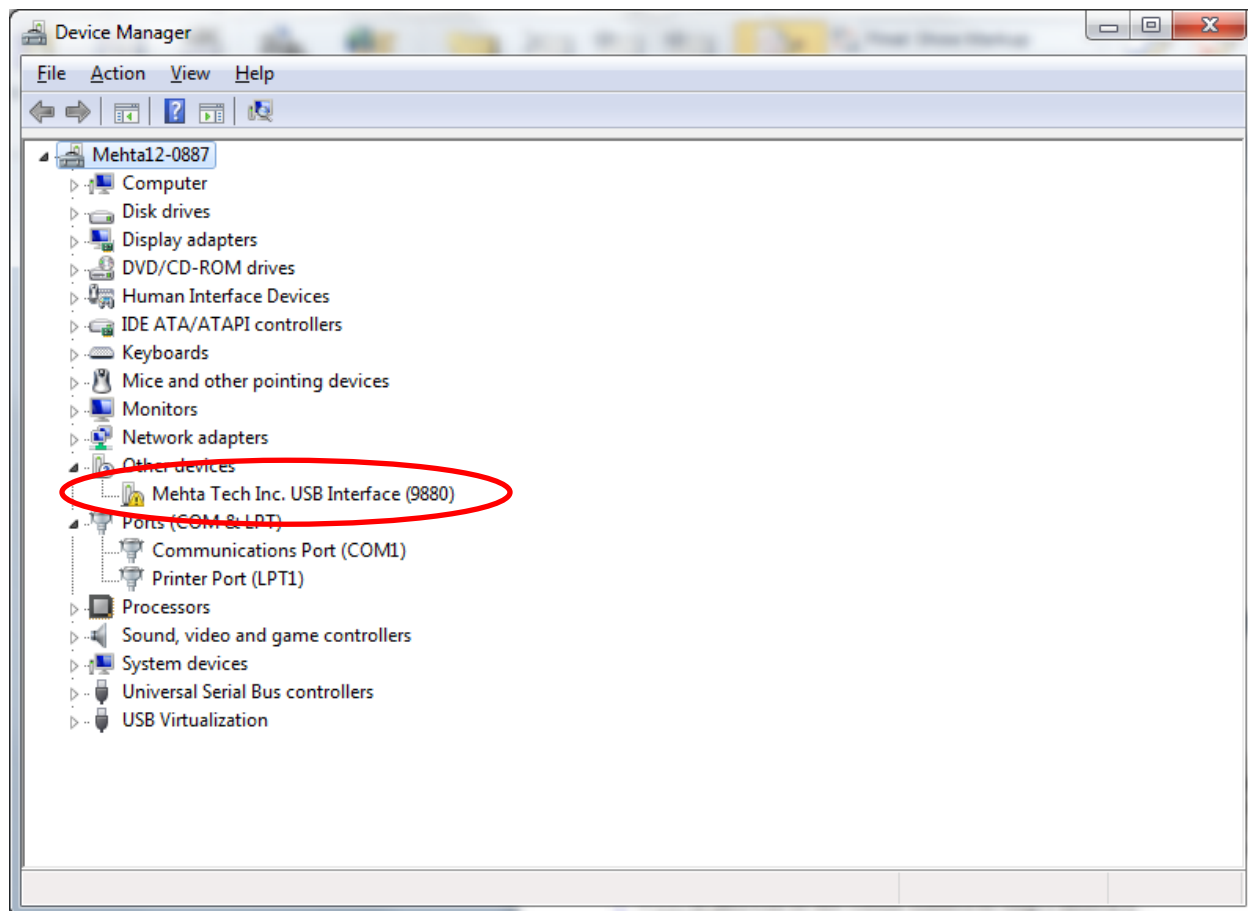 Device Manager
File Action View Help
Mehta12-0887
Computer
Disk drives
Display adapters
DVD/CD-ROM drives
Human Interface Devices
IDE ATA/ATAPI controllers
Keyboards
Mice and other pointing devices
Monitors
Network adapters
Other devices
Mehta Tech Inc. USB Interface (9880)
Ports (COM & LPT)
Communications Port (COM1)
Printer Port (LPT1)
Processors
Sound, video and game controllers
System devices
Universal Serial Bus controllers
USB Virtualization